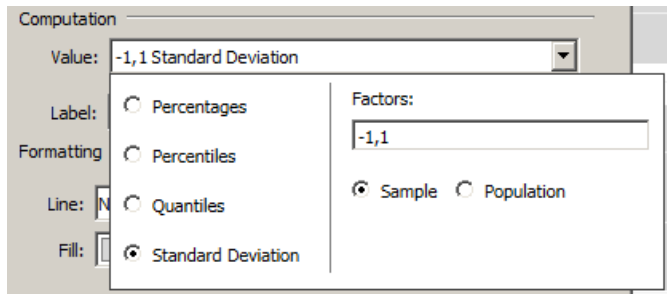 Computation
Value: -1,1 Standard Deviation
Label:
Percentages
Factors:
-1,1
Formatting
Percentiles
Line: N
Quantiles
Sample Population
Fill:
Standard Deviation